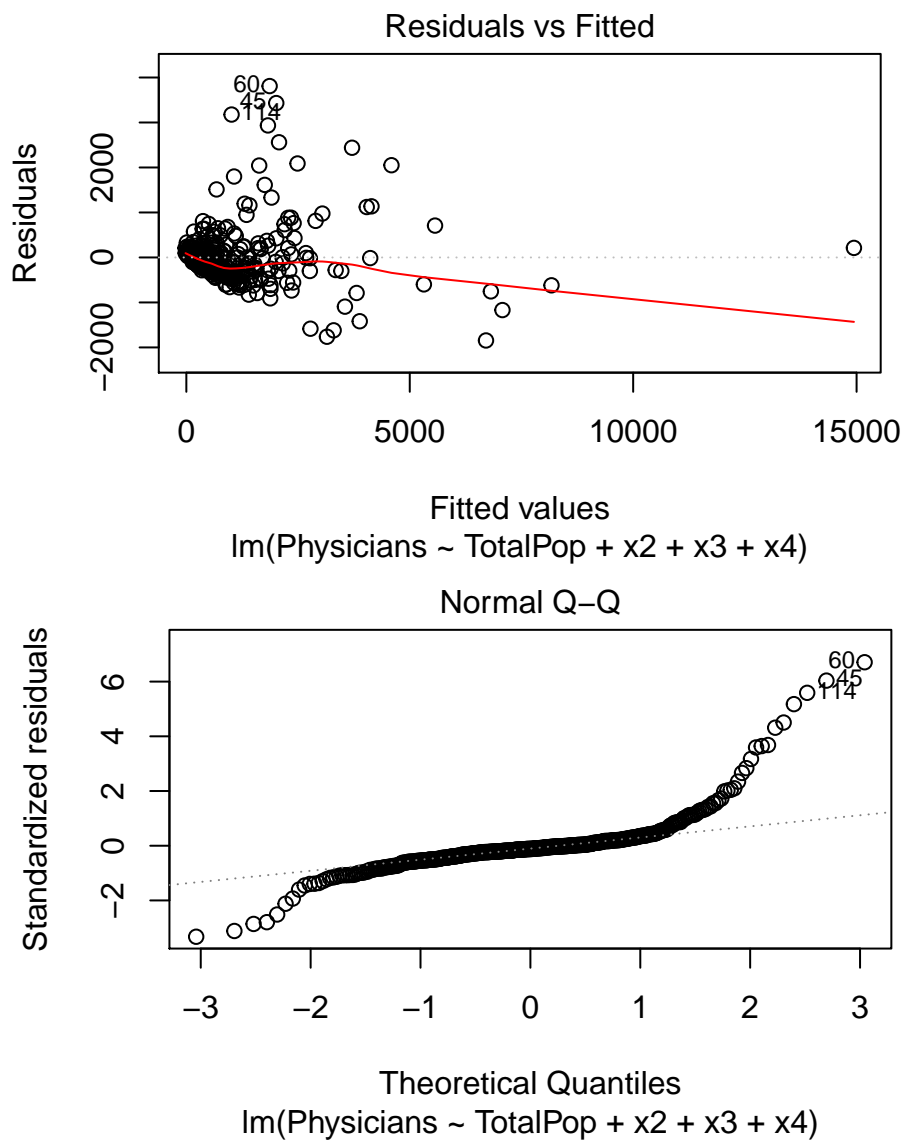 Residuals vs Fitted
Residuals
2000
0
−2000
60
45
114
0 5000 10000 15000
Fitted values
lm(Physicians ~ TotalPop + x2 + x3 + x4)
Normal Q−Q
Standardized residuals
6
4
2
0
−2
60
45
114
−3 −2 −1 0 1 2 3
Theoretical Quantiles
lm(Physicians ~ TotalPop + x2 + x3 + x4)